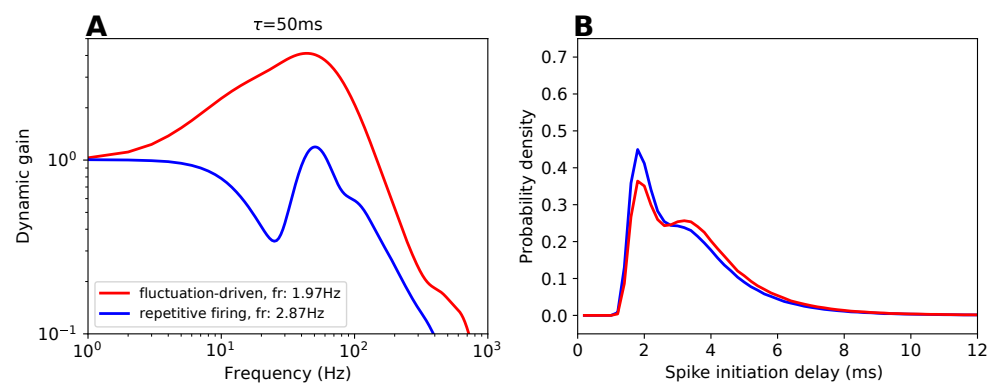 A
τ=50ms
Dynamic gain
10⁰
10⁻¹
fluctuation-driven, fr: 1.97Hz
repetitive firing, fr: 2.87Hz
10⁰ 10¹ 10² 10³
Frequency (Hz)
B
Probability density
0.7
0.6
0.5
0.4
0.3
0.2
0.1
0.0
0 2 4 6 8 10 12
Spike initiation delay (ms)